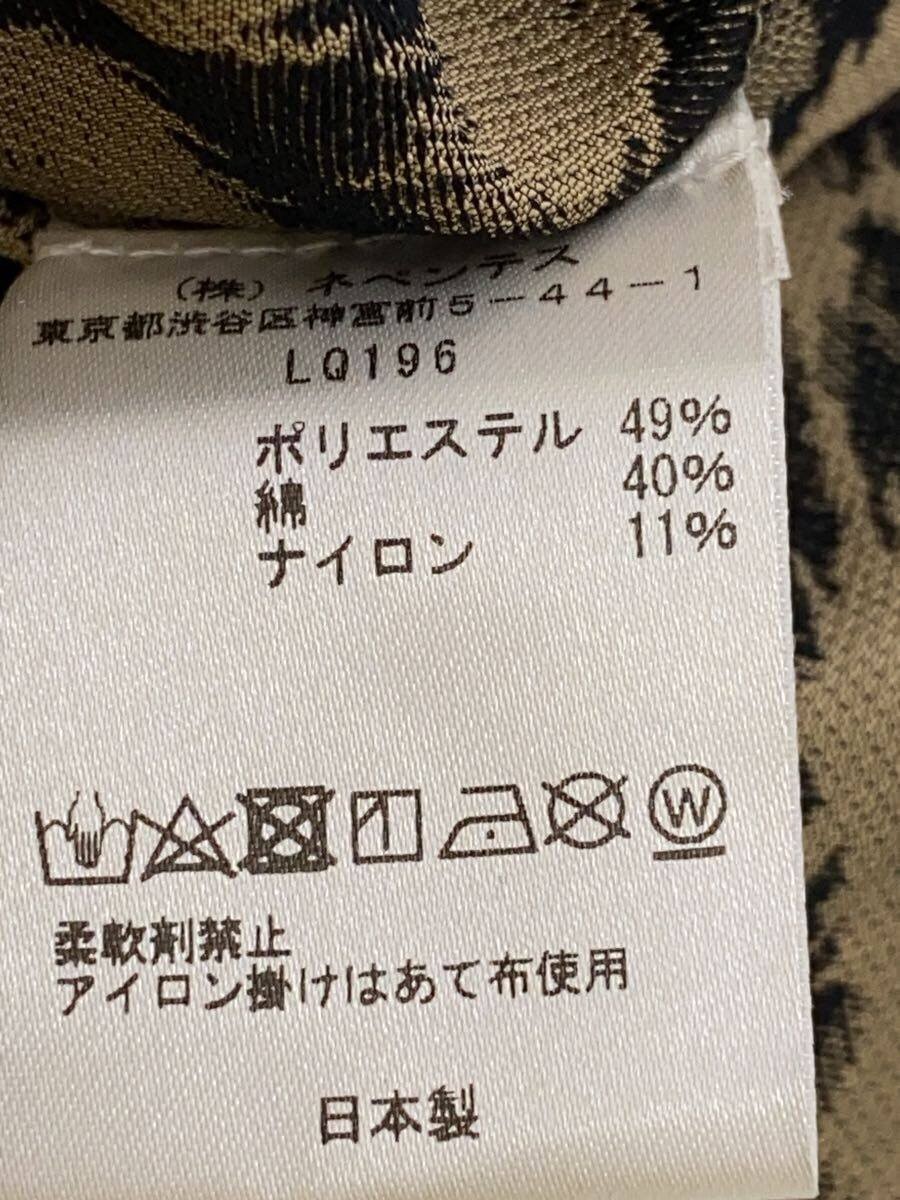 （株）ネペンテス
東京都渋谷区神宮前5－44－1
LQ196
ポリエステル 49%
綿 40%
ナイロン 11%
W
柔軟剤禁止
アイロン掛けはあて布使用
日本製